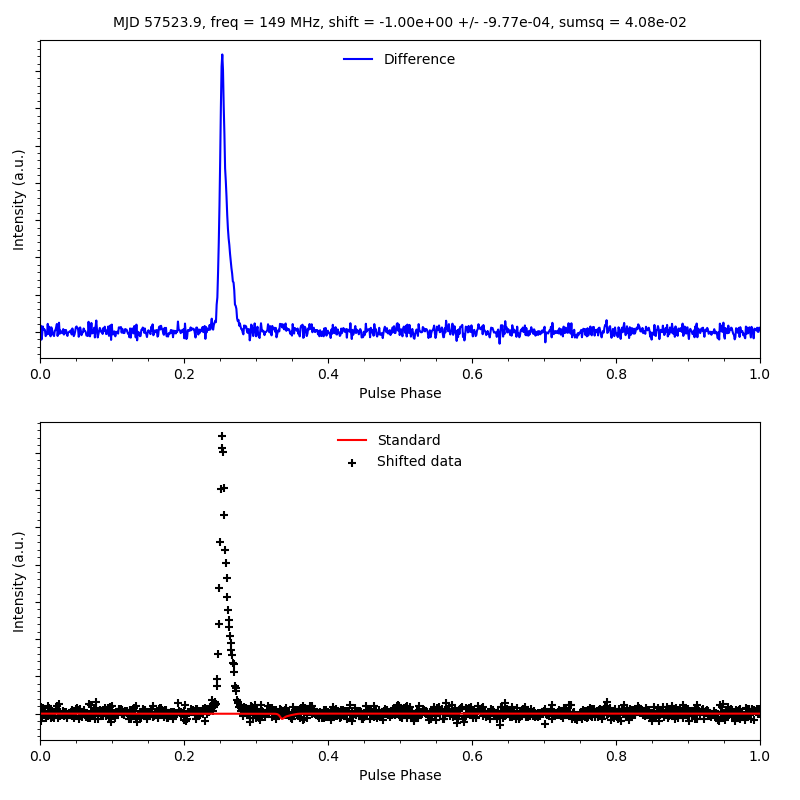 MJD 57523.9, freq = 149 MHz, shift = -1.00e+00 +/- -9.77e-04, sumsq = 4.08e-02
Difference
Intensity (a.u.)
0.0 0.2 0.4 0.6 0.8 1.0
Pulse Phase
Standard
Shifted data
Intensity (a.u.)
0.0 0.2 0.4 0.6 0.8 1.0
Pulse Phase